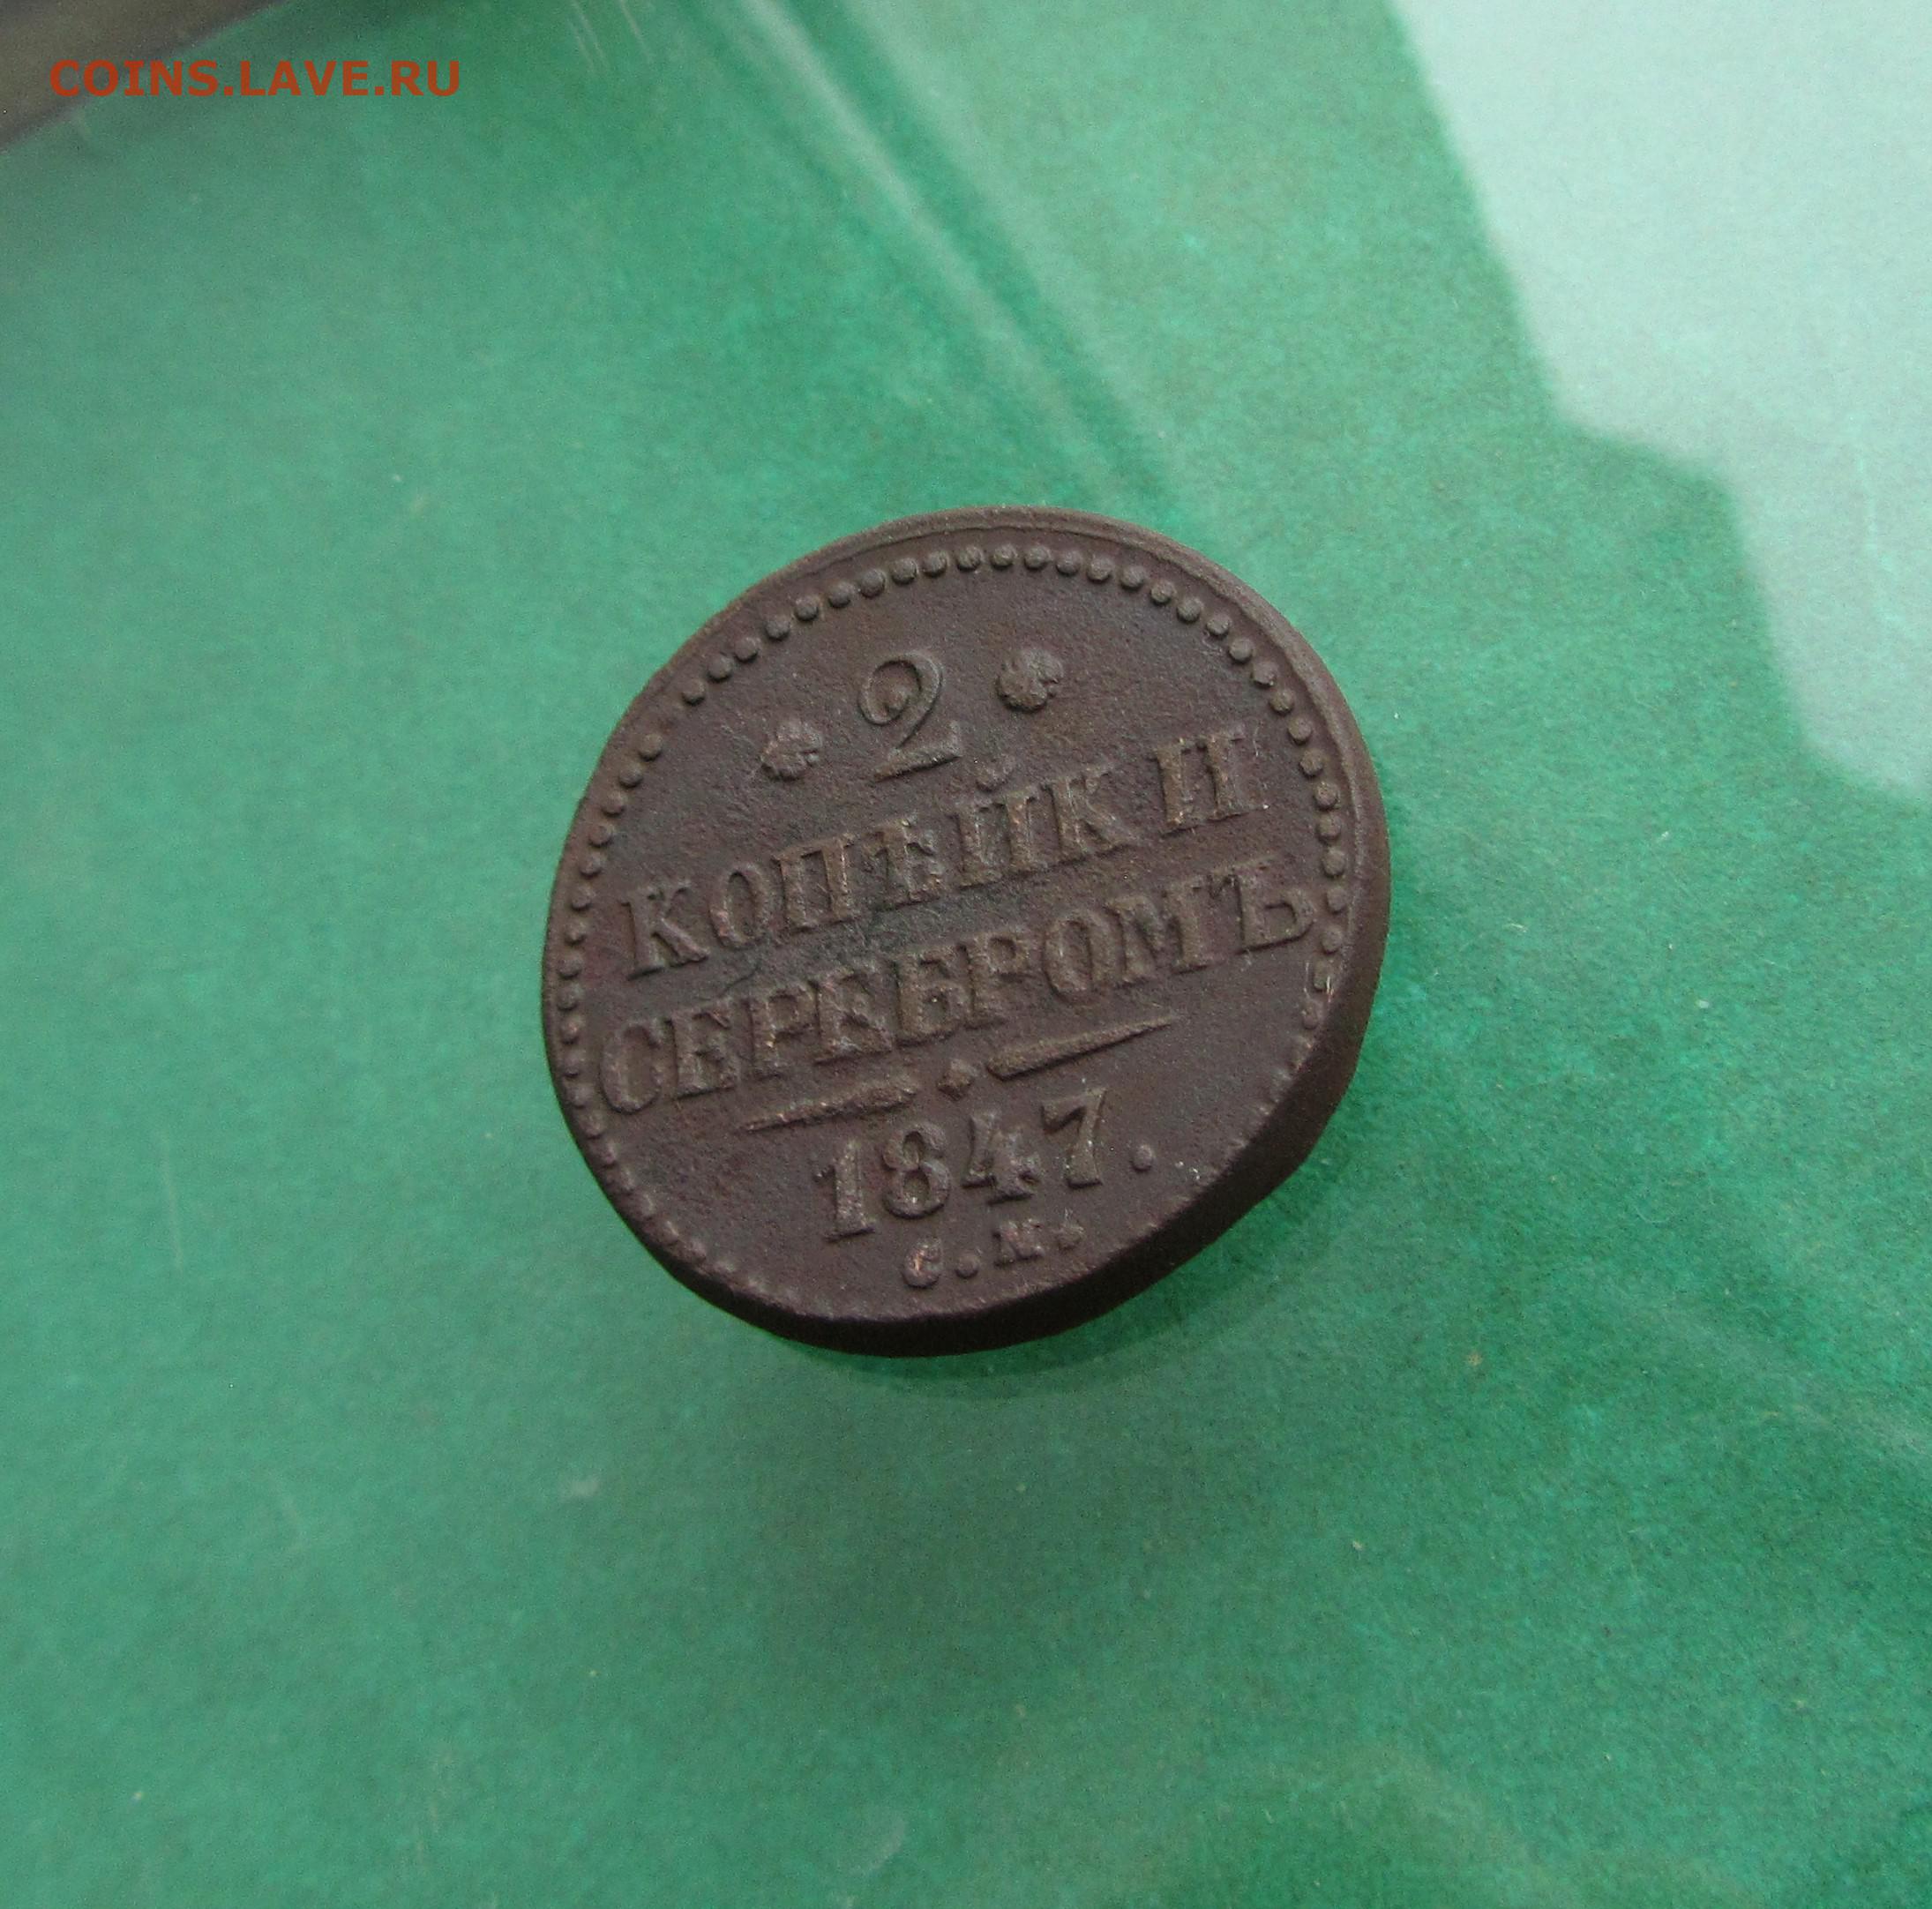 COINS.LAVE.RU
2
КОПѢЙКИ
СЕРЕБРОМЪ
1847.
С.М.